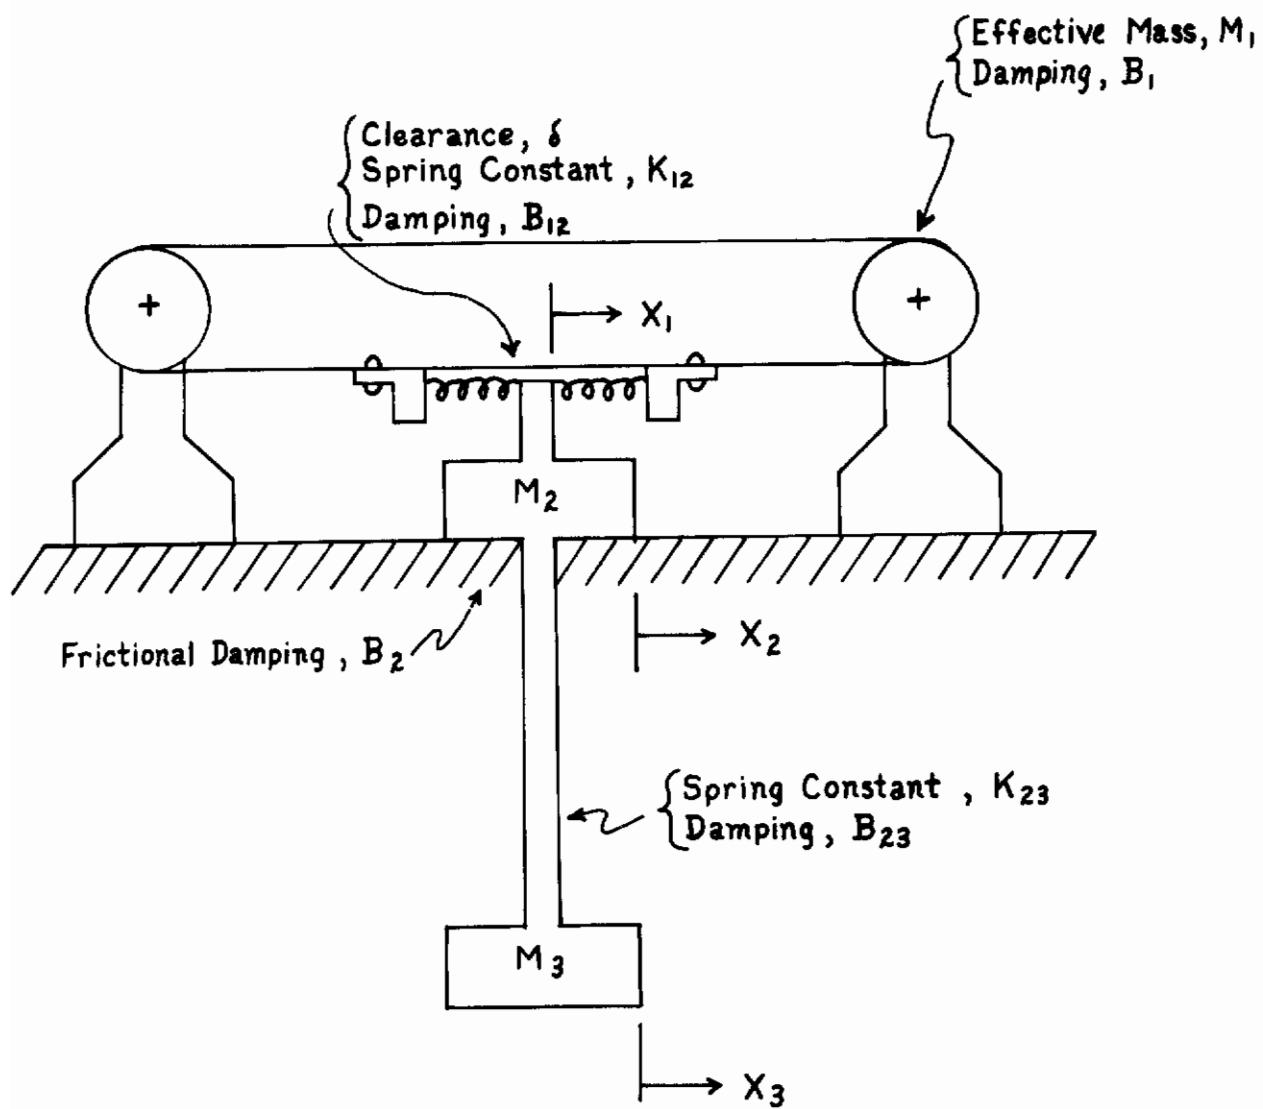 Effective Mass, M₁
Damping, B₁
Clearance, δ
Spring Constant, K₁₂
Damping, B₁₂
+
+
X₁
M₂
X₂
Frictional Damping, B₂
Spring Constant, K₂₃
Damping, B₂₃
M₃
X₃